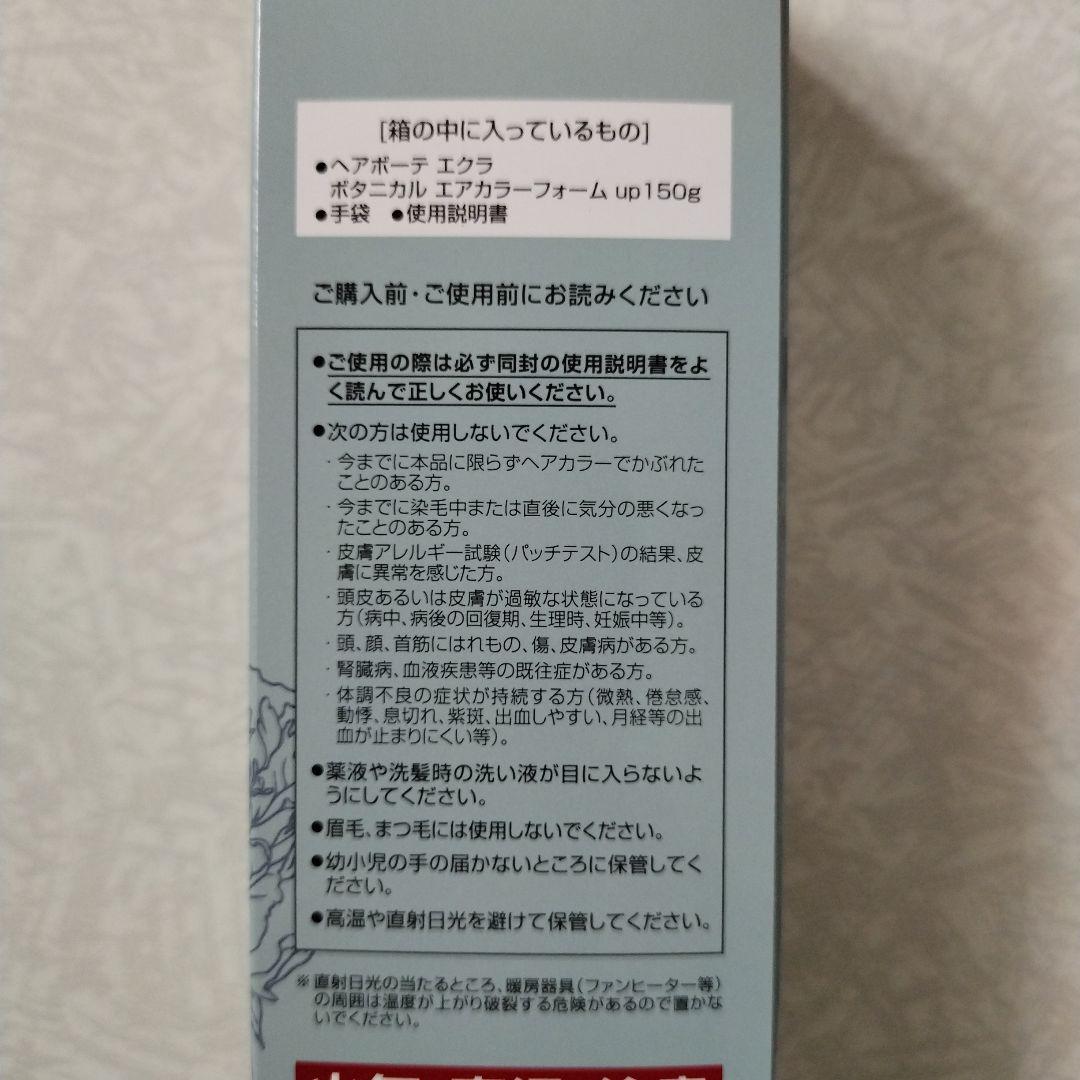 [箱の中に入っているもの]
●ヘアボーテ エクラ
ボタニカル エアカラーフォーム up150g
●手袋 ●使用説明書
ご購入前・ご使用前にお読みください
●ご使用の際は必ず同封の使用説明書をよ
く読んで正しくお使いください。
●次の方は使用しないでください。
・今までに本品に限らずヘアカラーでかぶれた
ことのある方。
・今までに染毛中または直後に気分の悪くなっ
たことのある方。
・皮膚アレルギー試験(パッチテスト)の結果、皮
膚に異常を感じた方。
・頭皮あるいは皮膚が過敏な状態になっている
方(病中、病後の回復期、生理時、妊娠中等)。
・頭、顔、首筋にはれもの、傷、皮膚病がある方。
・腎臓病、血液疾患等の既往症がある方。
・体調不良の症状が持続する方(微熱、倦怠感、
動悸、息切れ、紫斑、出血しやすい、月経等の出
血が止まりにくい等)。
●薬液や洗髪時の洗い液が目に入らないよ
うにしてください。
●眉毛、まつ毛には使用しないでください。
●幼小児の手の届かないところに保管してく
ださい。
●高温や直射日光を避けて保管してください。
※直射日光の当たるところ、暖房器具(ファンヒーター等)
の周囲は温度が上がり破裂する危険があるので置かな
いでください。